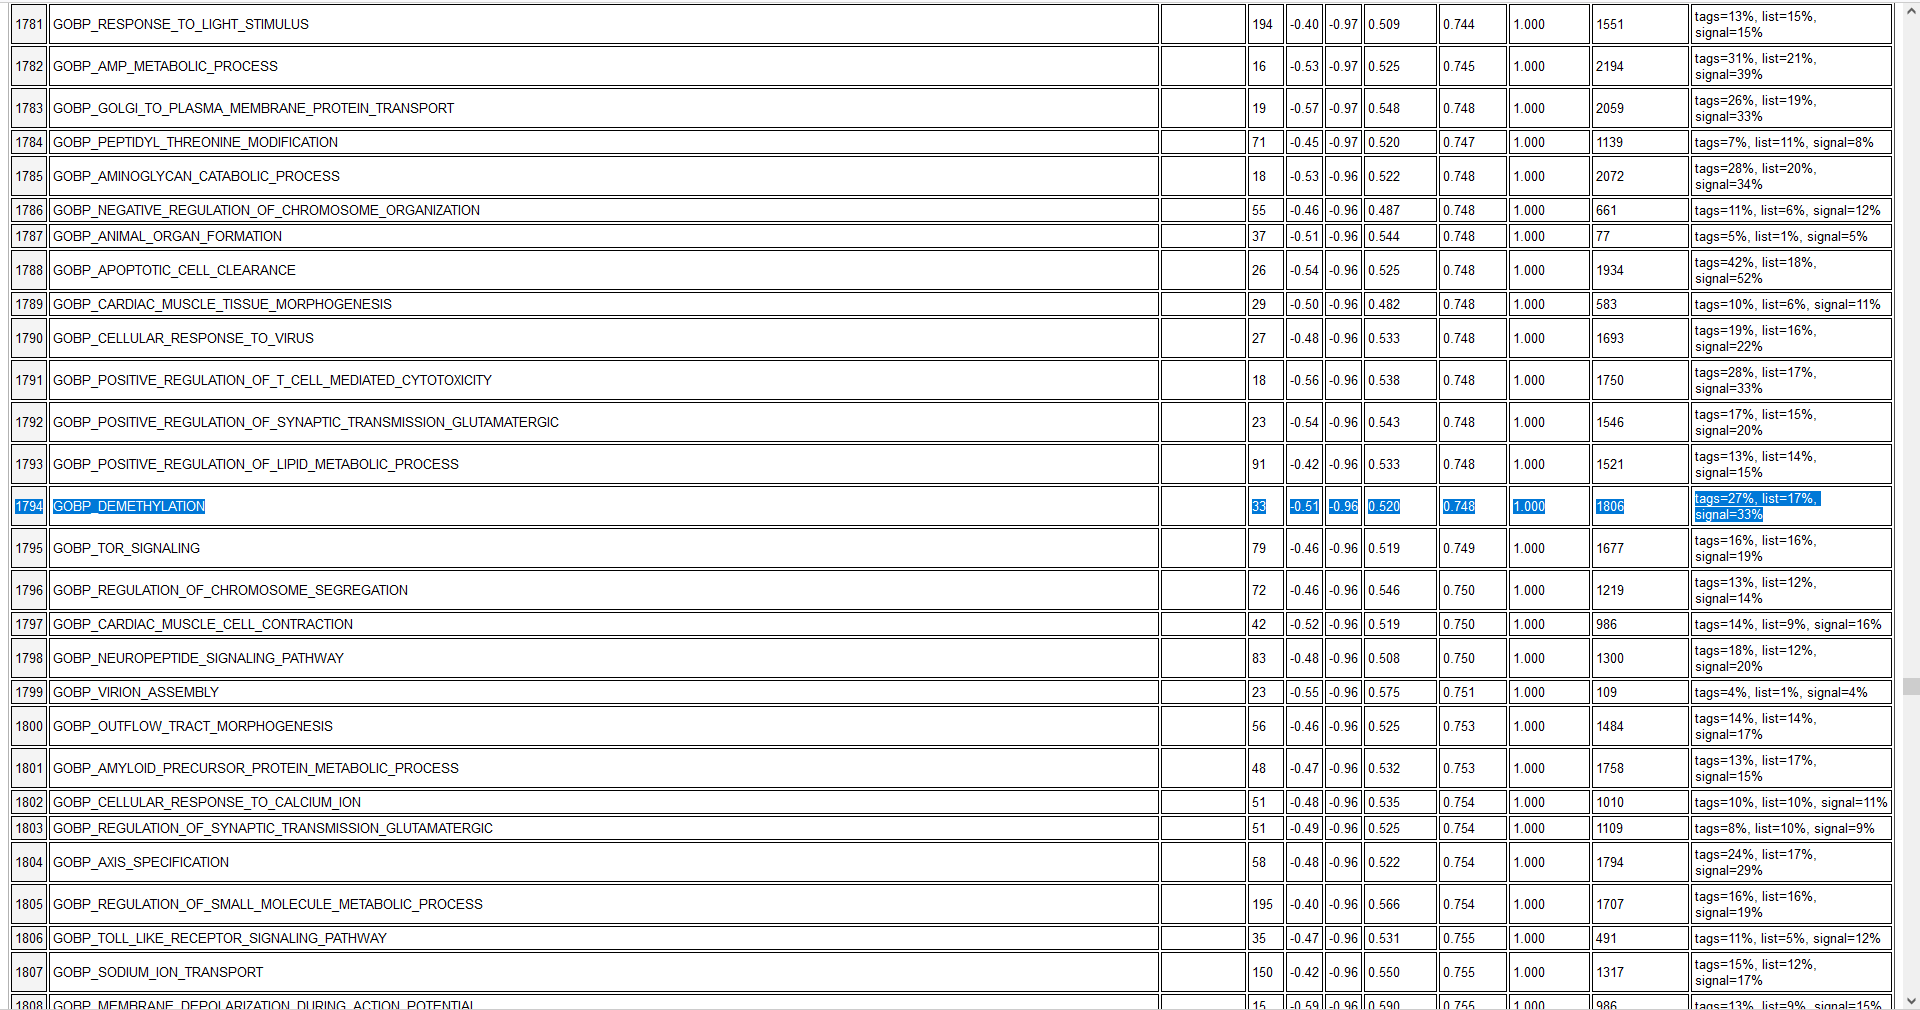 1781 GOBP_RESPONSE_TO_LIGHT_STIMULUS 194 -0.40 -0.97 0.509 0.744 1.000 1551 tags=13%, list=15%,
signal=15%
1782 GOBP_AMP_METABOLIC_PROCESS 16 -0.53 -0.97 0.525 0.745 1.000 2194 tags=31%, list=21%,
signal=39%
1783 GOBP_GOLGI_TO_PLASMA_MEMBRANE_PROTEIN_TRANSPORT 19 -0.57 -0.97 0.548 0.748 1.000 2059 tags=26%, list=19%,
signal=33%
1784 GOBP_PEPTIDYL_THREONINE_MODIFICATION 71 -0.45 -0.97 0.520 0.747 1.000 1139 tags=7%, list=11%, signal=8%
1785 GOBP_AMINOGLYCAN_CATABOLIC_PROCESS 18 -0.53 -0.96 0.522 0.748 1.000 2072 tags=28%, list=20%,
signal=34%
1786 GOBP_NEGATIVE_REGULATION_OF_CHROMOSOME_ORGANIZATION 55 -0.46 -0.96 0.487 0.748 1.000 661 tags=11%, list=6%, signal=12%
1787 GOBP_ANIMAL_ORGAN_FORMATION 37 -0.51 -0.96 0.544 0.748 1.000 77 tags=5%, list=1%, signal=5%
1788 GOBP_APOPTOTIC_CELL_CLEARANCE 26 -0.54 -0.96 0.525 0.748 1.000 1934 tags=42%, list=18%,
signal=52%
1789 GOBP_CARDIAC_MUSCLE_TISSUE_MORPHOGENESIS 29 -0.50 -0.96 0.482 0.748 1.000 583 tags=10%, list=6%, signal=11%
1790 GOBP_CELLULAR_RESPONSE_TO_VIRUS 27 -0.48 -0.96 0.533 0.748 1.000 1693 tags=19%, list=16%,
signal=22%
1791 GOBP_POSITIVE_REGULATION_OF_T_CELL_MEDIATED_CYTOTOXICITY 18 -0.56 -0.96 0.538 0.748 1.000 1750 tags=28%, list=17%,
signal=33%
1792 GOBP_POSITIVE_REGULATION_OF_SYNAPTIC_TRANSMISSION_GLUTAMATERGIC 23 -0.54 -0.96 0.543 0.748 1.000 1546 tags=17%, list=15%,
signal=20%
1793 GOBP_POSITIVE_REGULATION_OF_LIPID_METABOLIC_PROCESS 91 -0.42 -0.96 0.533 0.748 1.000 1521 tags=13%, list=14%,
signal=15%
1794 GOBP_DEMETHYLATION 33 -0.51 -0.96 0.520 0.748 1.000 1806 tags=27%, list=17%,
signal=33%
1795 GOBP_TOR_SIGNALING 79 -0.46 -0.96 0.519 0.749 1.000 1677 tags=16%, list=16%,
signal=19%
1796 GOBP_REGULATION_OF_CHROMOSOME_SEGREGATION 72 -0.46 -0.96 0.546 0.750 1.000 1219 tags=13%, list=12%,
signal=14%
1797 GOBP_CARDIAC_MUSCLE_CELL_CONTRACTION 42 -0.52 -0.96 0.519 0.750 1.000 986 tags=14%, list=9%, signal=16%
1798 GOBP_NEUROPEPTIDE_SIGNALING_PATHWAY 83 -0.48 -0.96 0.508 0.750 1.000 1300 tags=18%, list=12%,
signal=20%
1799 GOBP_VIRION_ASSEMBLY 23 -0.55 -0.96 0.575 0.751 1.000 109 tags=4%, list=1%, signal=4%
1800 GOBP_OUTFLOW_TRACT_MORPHOGENESIS 56 -0.46 -0.96 0.525 0.753 1.000 1484 tags=14%, list=14%,
signal=17%
1801 GOBP_AMYLOID_PRECURSOR_PROTEIN_METABOLIC_PROCESS 48 -0.47 -0.96 0.532 0.753 1.000 1758 tags=13%, list=17%,
signal=15%
1802 GOBP_CELLULAR_RESPONSE_TO_CALCIUM_ION 51 -0.48 -0.96 0.535 0.754 1.000 1010 tags=10%, list=10%, signal=11%
1803 GOBP_REGULATION_OF_SYNAPTIC_TRANSMISSION_GLUTAMATERGIC 51 -0.49 -0.96 0.525 0.754 1.000 1109 tags=8%, list=10%, signal=9%
1804 GOBP_AXIS_SPECIFICATION 58 -0.48 -0.96 0.522 0.754 1.000 1794 tags=24%, list=17%,
signal=29%
1805 GOBP_REGULATION_OF_SMALL_MOLECULE_METABOLIC_PROCESS 195 -0.40 -0.96 0.566 0.754 1.000 1707 tags=16%, list=16%,
signal=19%
1806 GOBP_TOLL_LIKE_RECEPTOR_SIGNALING_PATHWAY 35 -0.47 -0.96 0.531 0.755 1.000 491 tags=11%, list=5%, signal=12%
1807 GOBP_SODIUM_ION_TRANSPORT 150 -0.42 -0.96 0.550 0.755 1.000 1317 tags=15%, list=12%,
signal=17%
1808 GOBP_MEMBRANE_DEPOLARIZATION_DURING_ACTION_POTENTIAL 15 -0.59 -0.96 0.590 0.755 1.000 986 tags=13%, list=9%, signal=15%